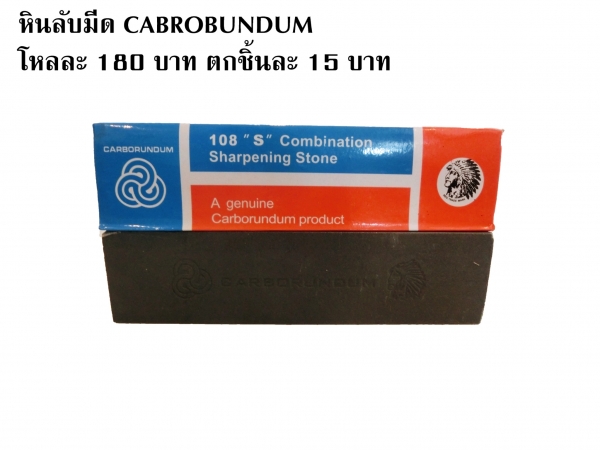 หินลับมีด CABROBUNDUM
โหลละ 180 บาท ตกชิ้นละ 15 บาท
CARBORUNDUM
108 "S" Combination
Sharpening Stone
A genuine
Carborundum product
CARBORUNDUM